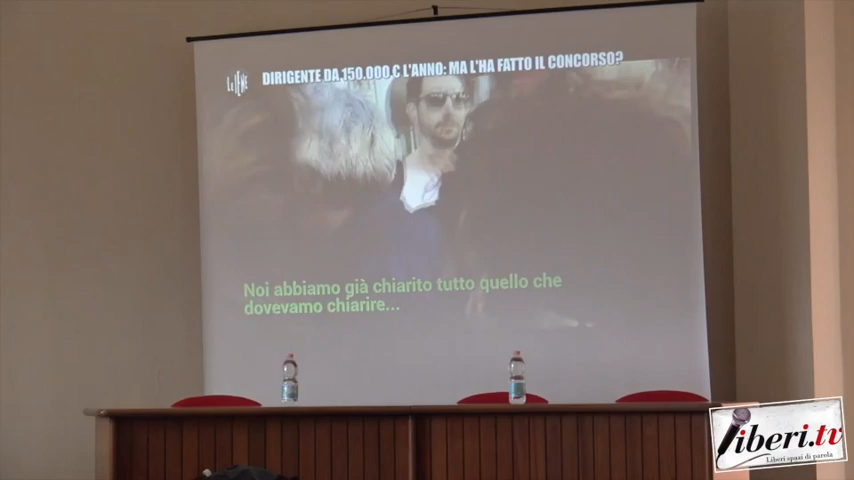 Le IENE
DIRIGENTE DA 150.000 € L'ANNO: MA L'HA FATTO IL CONCORSO?
Noi abbiamo già chiarito tutto quello che
dovevamo chiarire...
liberi.tv
Liberi spazi di parola